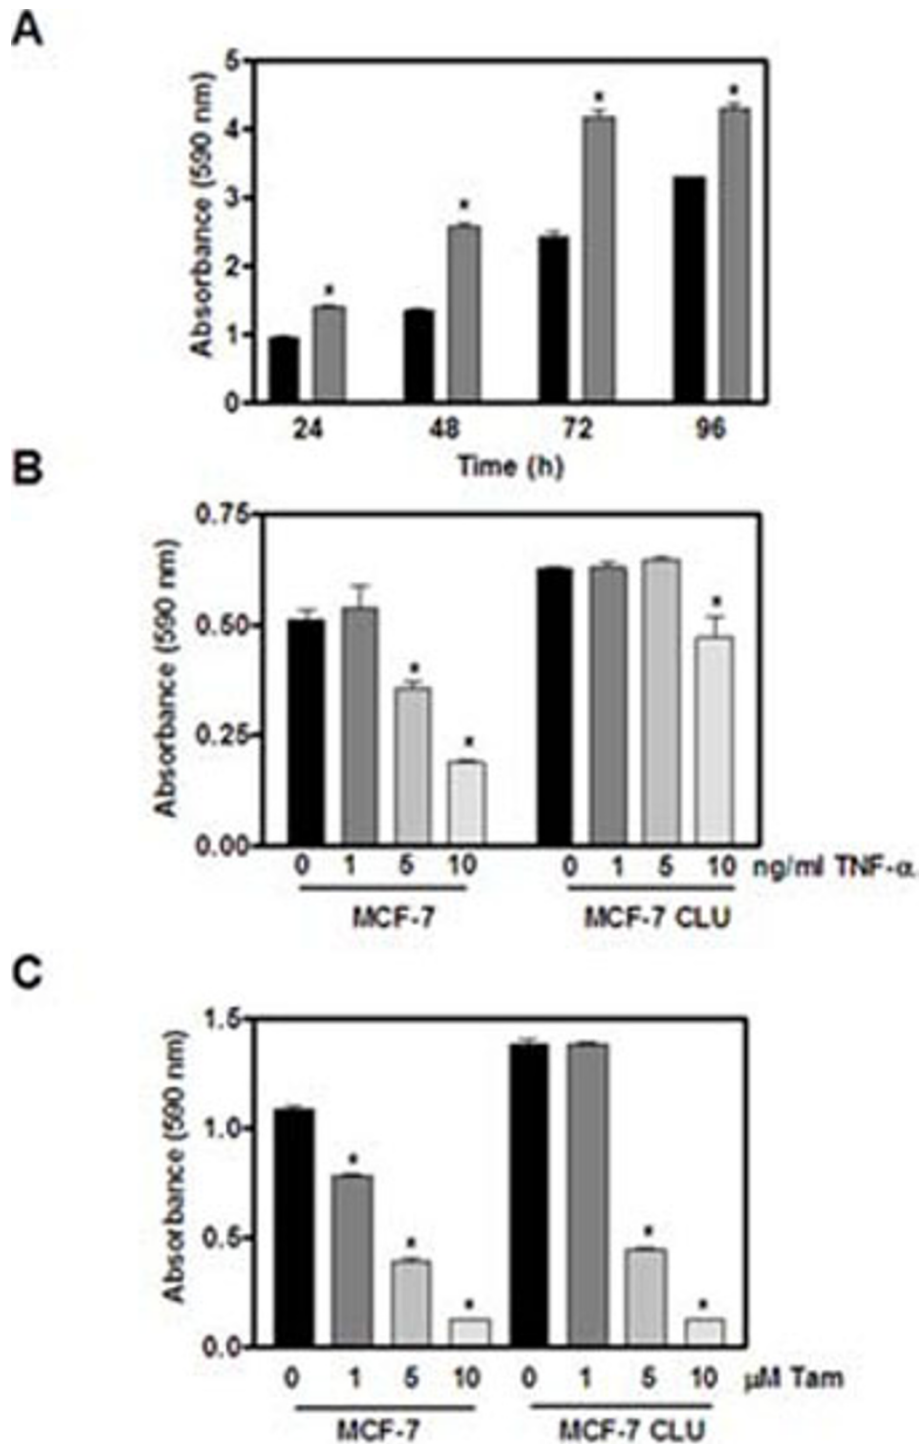 A
Absorbance (590 nm)
5
4
3
2
1
0
24 48 72 96
Time (h)
B
Absorbance (590 nm)
0.75
0.50
0.25
0.00
* * *
0 1 5 10 0 1 5 10 ng/ml TNF-α
MCF-7 MCF-7 CLU
C
Absorbance (590 nm)
1.5
1.0
0.5
0.0
0 1 5 10 0 1 5 10 µM Tam
MCF-7 MCF-7 CLU